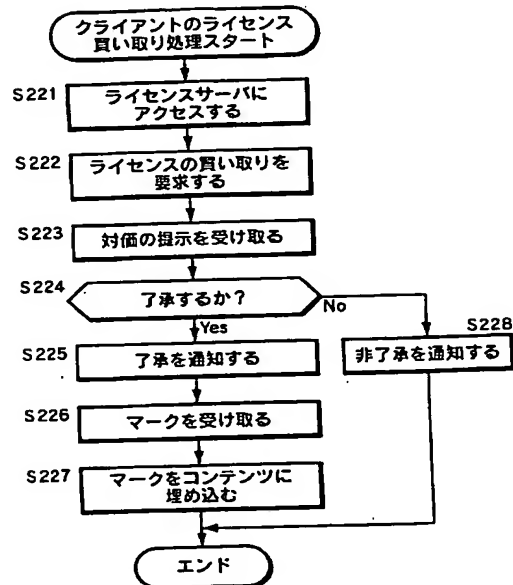 クライアントのライセンス
買い取り処理スタート
S221
ライセンスサーバに
アクセスする
S222
ライセンスの買い取りを
要求する
S223
対価の提示を受け取る
S224
了承するか?
No
Yes
S228
非了承を通知する
S225
了承を通知する
S226
マークを受け取る
S227
マークをコンテンツに
埋め込む
エンド